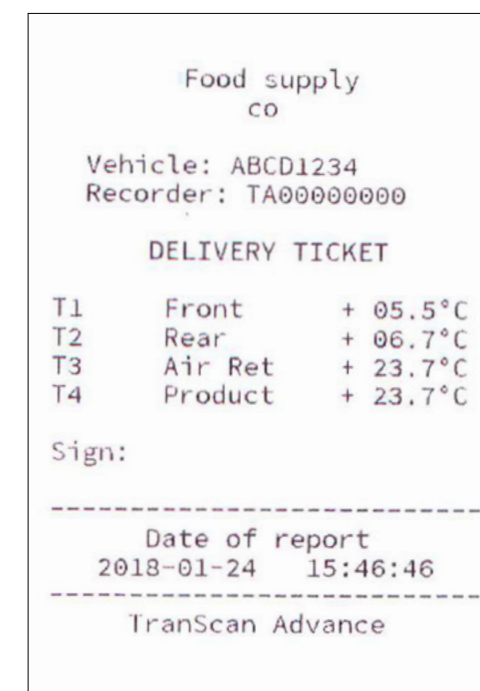 Food supply
co
Vehicle: ABCD1234
Recorder: TA00000000
DELIVERY TICKET
T1 Front + 05.5°C
T2 Rear + 06.7°C
T3 Air Ret + 23.7°C
T4 Product + 23.7°C
Sign:
---------------------------
Date of report
2018-01-24 15:46:46
---------------------------
TranScan Advance